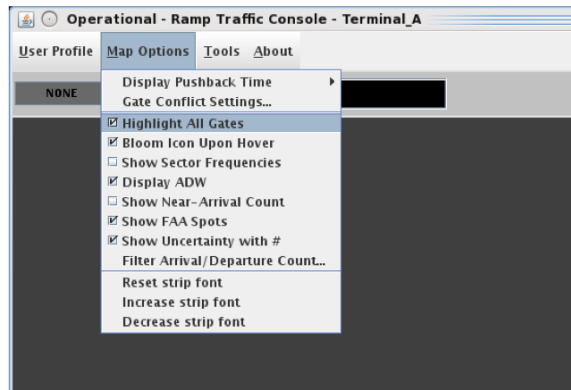 Operational - Ramp Traffic Console - Terminal_A
User Profile Map Options Tools About
NONE
Display Pushback Time
Gate Conflict Settings...
Highlight All Gates
Bloom Icon Upon Hover
Show Sector Frequencies
Display ADW
Show Near-Arrival Count
Show FAA Spots
Show Uncertainty with #
Filter Arrival/Departure Count...
Reset strip font
Increase strip font
Decrease strip font